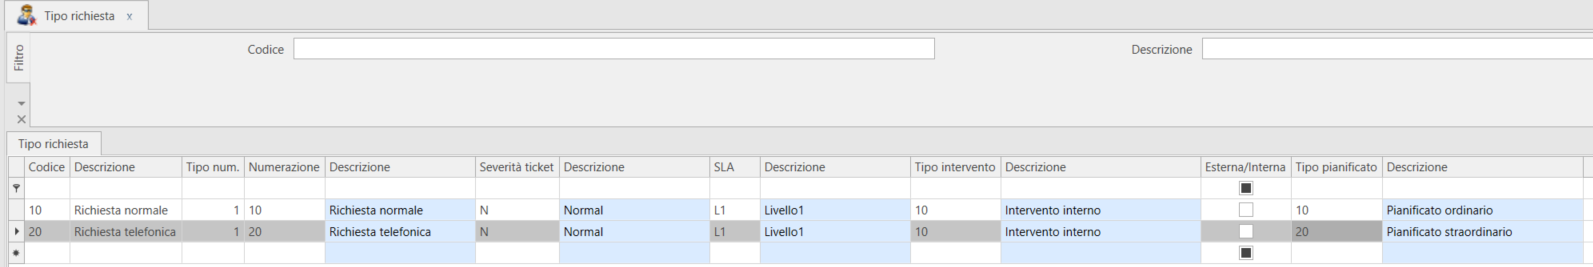 Tipo richiesta x
Filtro
Codice Descrizione
Tipo richiesta
Codice Descrizione Tipo num. Numerazione Descrizione Severità ticket Descrizione SLA Descrizione Tipo intervento Descrizione Esterna/Interna Tipo pianificato Descrizione
10 Richiesta normale 1 10 Richiesta normale N Normal L1 Livello1 10 Intervento interno 10 Pianificato ordinario
20 Richiesta telefonica 1 20 Richiesta telefonica N Normal L1 Livello1 10 Intervento interno 20 Pianificato straordinario